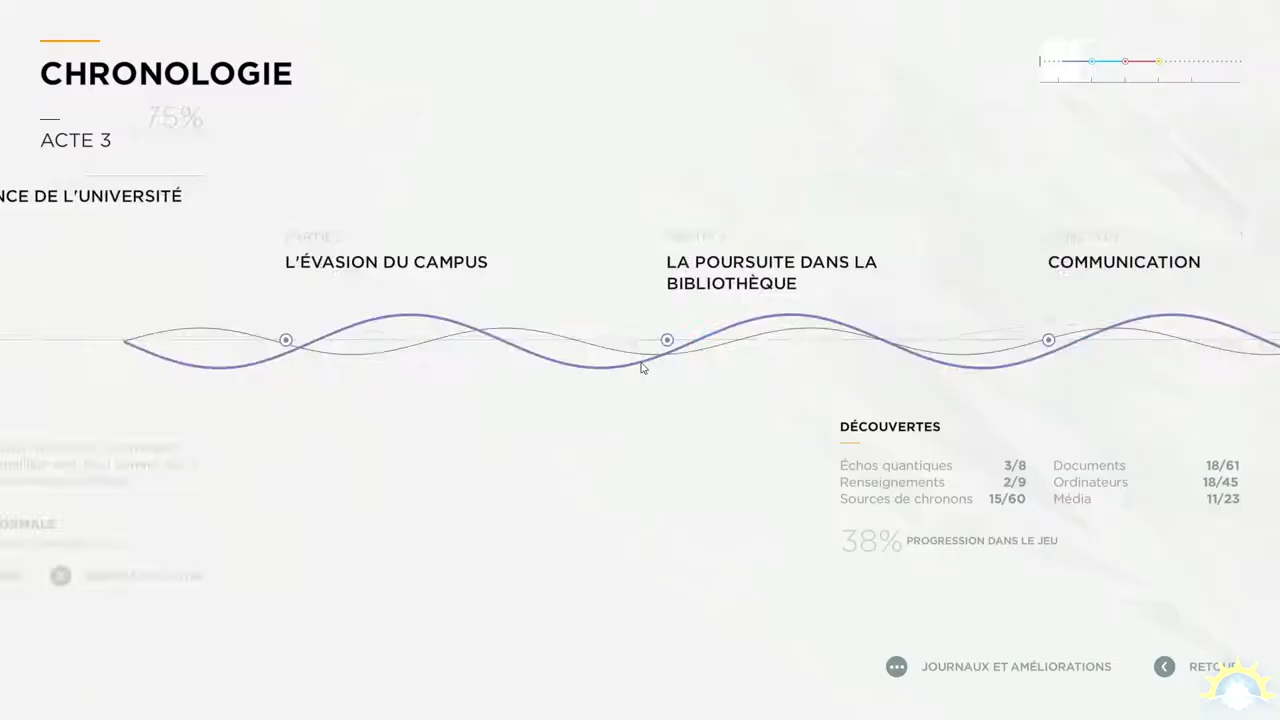 CHRONOLOGIE
75%
ACTE 3
NCE DE L'UNIVERSITÉ
L'ÉVASION DU CAMPUS
LA POURSUITE DANS LA
BIBLIOTHÈQUE
COMMUNICATION
DÉCOUVERTES
Échos quantiques 3/8 Documents 18/61
Renseignements 2/9 Ordinateurs 18/45
Sources de chronons 15/60 Média 11/23
38% PROGRESSION DANS LE JEU
JOURNAUX ET AMÉLIORATIONS RETOUR